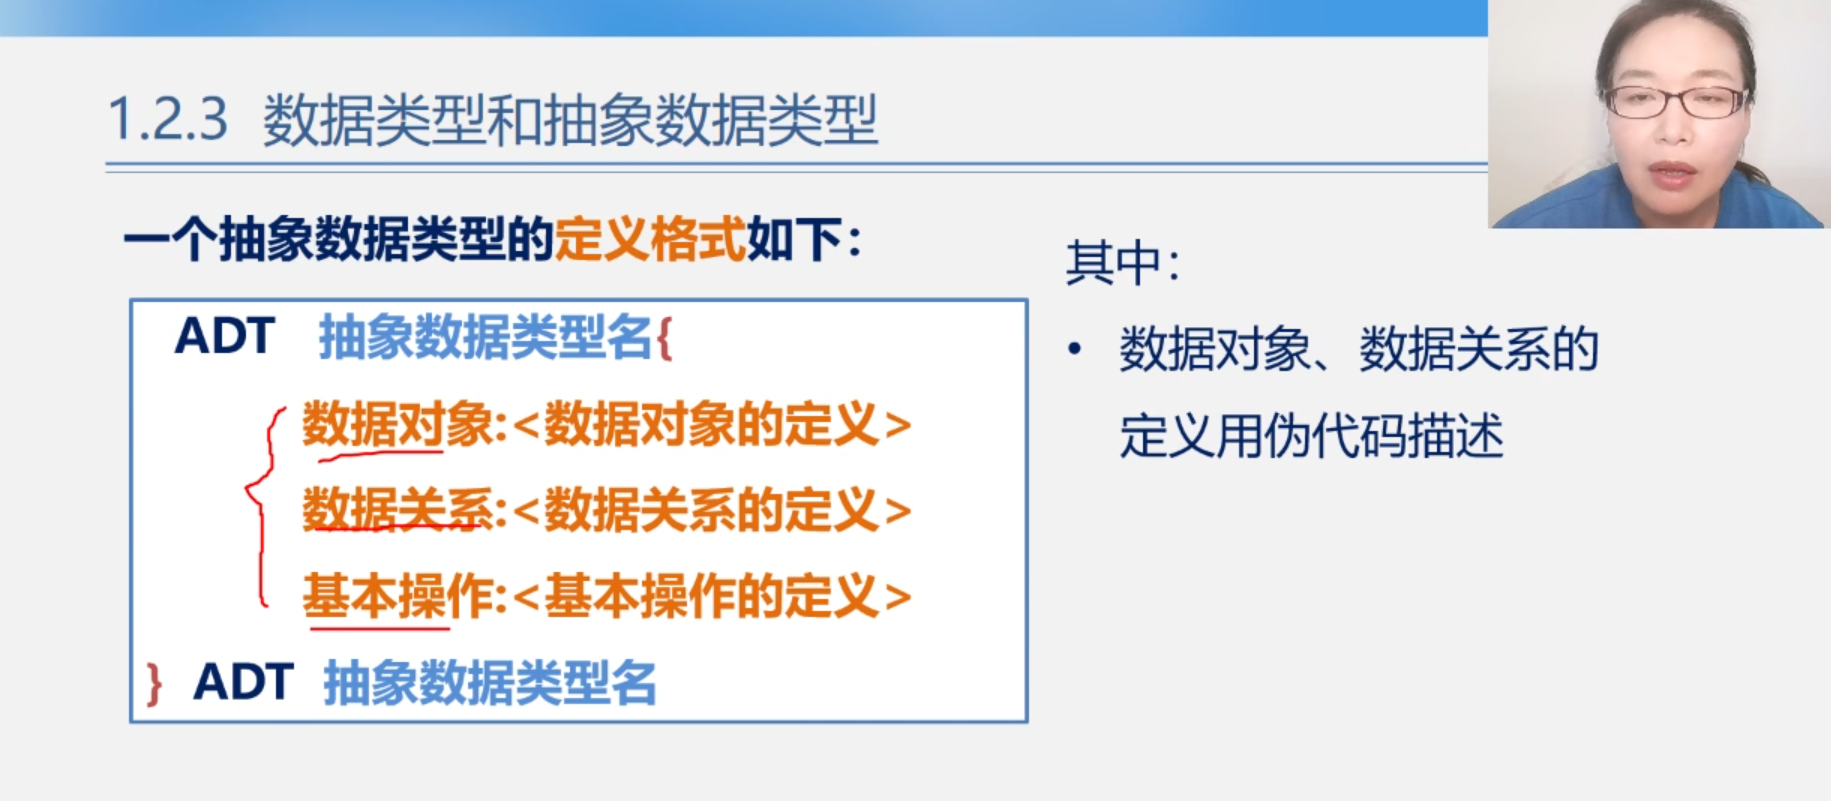 1.2.3 数据类型和抽象数据类型
一个抽象数据类型的定义格式如下：
ADT 抽象数据类型名{
数据对象:<数据对象的定义>
数据关系:<数据关系的定义>
基本操作:<基本操作的定义>
} ADT 抽象数据类型名
其中：
• 数据对象、数据关系的
定义用伪代码描述